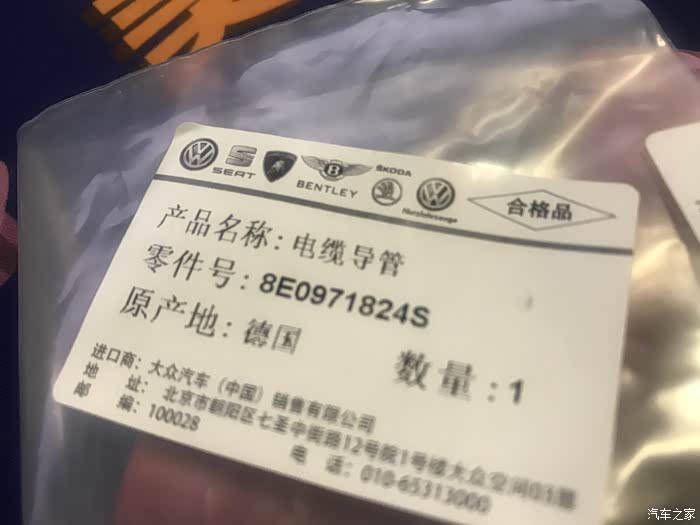 SEAT
BENTLEY
ŠKODA
Nutzfahrzeuge
合格品
产品名称：电缆导管
零件号：8E0971824S
原产地：德国
数量：1
进口商：大众汽车（中国）销售有限公司
地　址：北京市朝阳区七圣中街路12号院1号楼大众空间
邮　编：100028
电　话：010-65313000
汽车之家